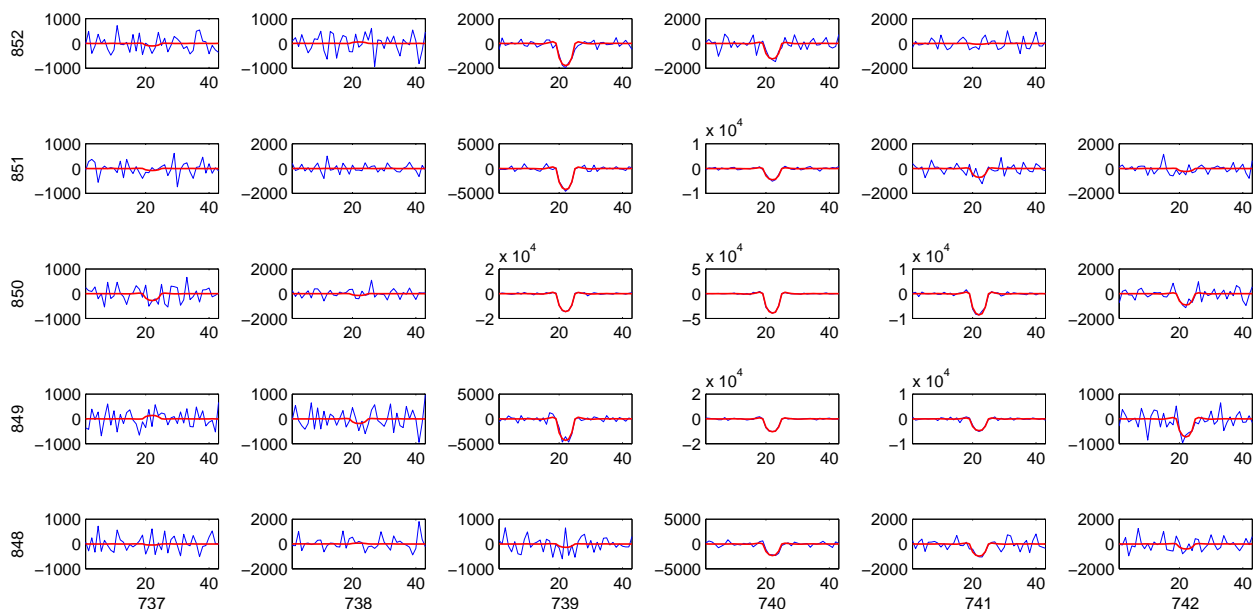 1000 1000 2000 2000 2000
852 0 0 0 0 0
−1000 −1000 −2000 −2000 −2000
20 40 20 40 20 40 20 40 20 40
x 10^4
1000 2000 5000 1 2000 2000
851 0 0 0 0 0 0
−1000 −2000 −5000 −1 −2000 −2000
20 40 20 40 20 40 20 40 20 40 20 40
x 10^4 x 10^4 x 10^4
1000 2000 2 5 1 2000
850 0 0 0 0 0 0
−1000 −2000 −2 −5 −1 −2000
20 40 20 40 20 40 20 40 20 40 20 40
x 10^4 x 10^4
1000 1000 5000 2 1 1000
849 0 0 0 0 0 0
−1000 −1000 −5000 −2 −1 −1000
20 40 20 40 20 40 20 40 20 40 20 40
1000 2000 1000 5000 2000 2000
848 0 0 0 0 0 0
−1000 −2000 −1000 −5000 −2000 −2000
20 40 20 40 20 40 20 40 20 40 20 40
737 738 739 740 741 742